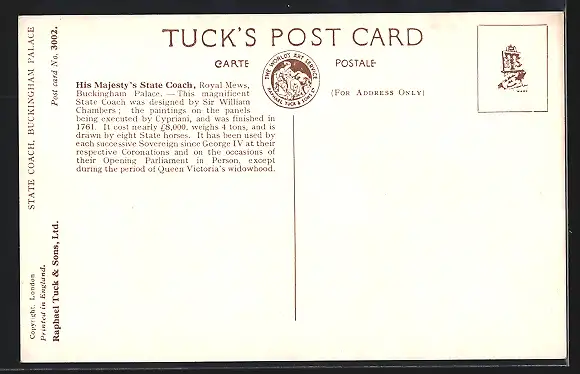 TUCK'S POST CARD
CARTE POSTALE
(FOR ADDRESS ONLY)
THE WORLD'S ART SERVICE
RAPHAEL TUCK & SONS LD
His Majesty's State Coach, Royal Mews,
Buckingham Palace. — This magnificent
State Coach was designed by Sir William
Chambers ; the paintings on the panels
being executed by Cypriani, and was finished in
1761. It cost nearly £8,000, weighs 4 tons, and is
drawn by eight State horses. It has been used by
each successive Sovereign since George IV at their
respective Coronations and on the occasions of
their Opening Parliament in Person, except
during the period of Queen Victoria's widowhood.
STATE COACH, BUCKINGHAM PALACE
Post card No. 3002.
Copyright, London
Printed in England.
Raphael Tuck & Sons, Ltd.